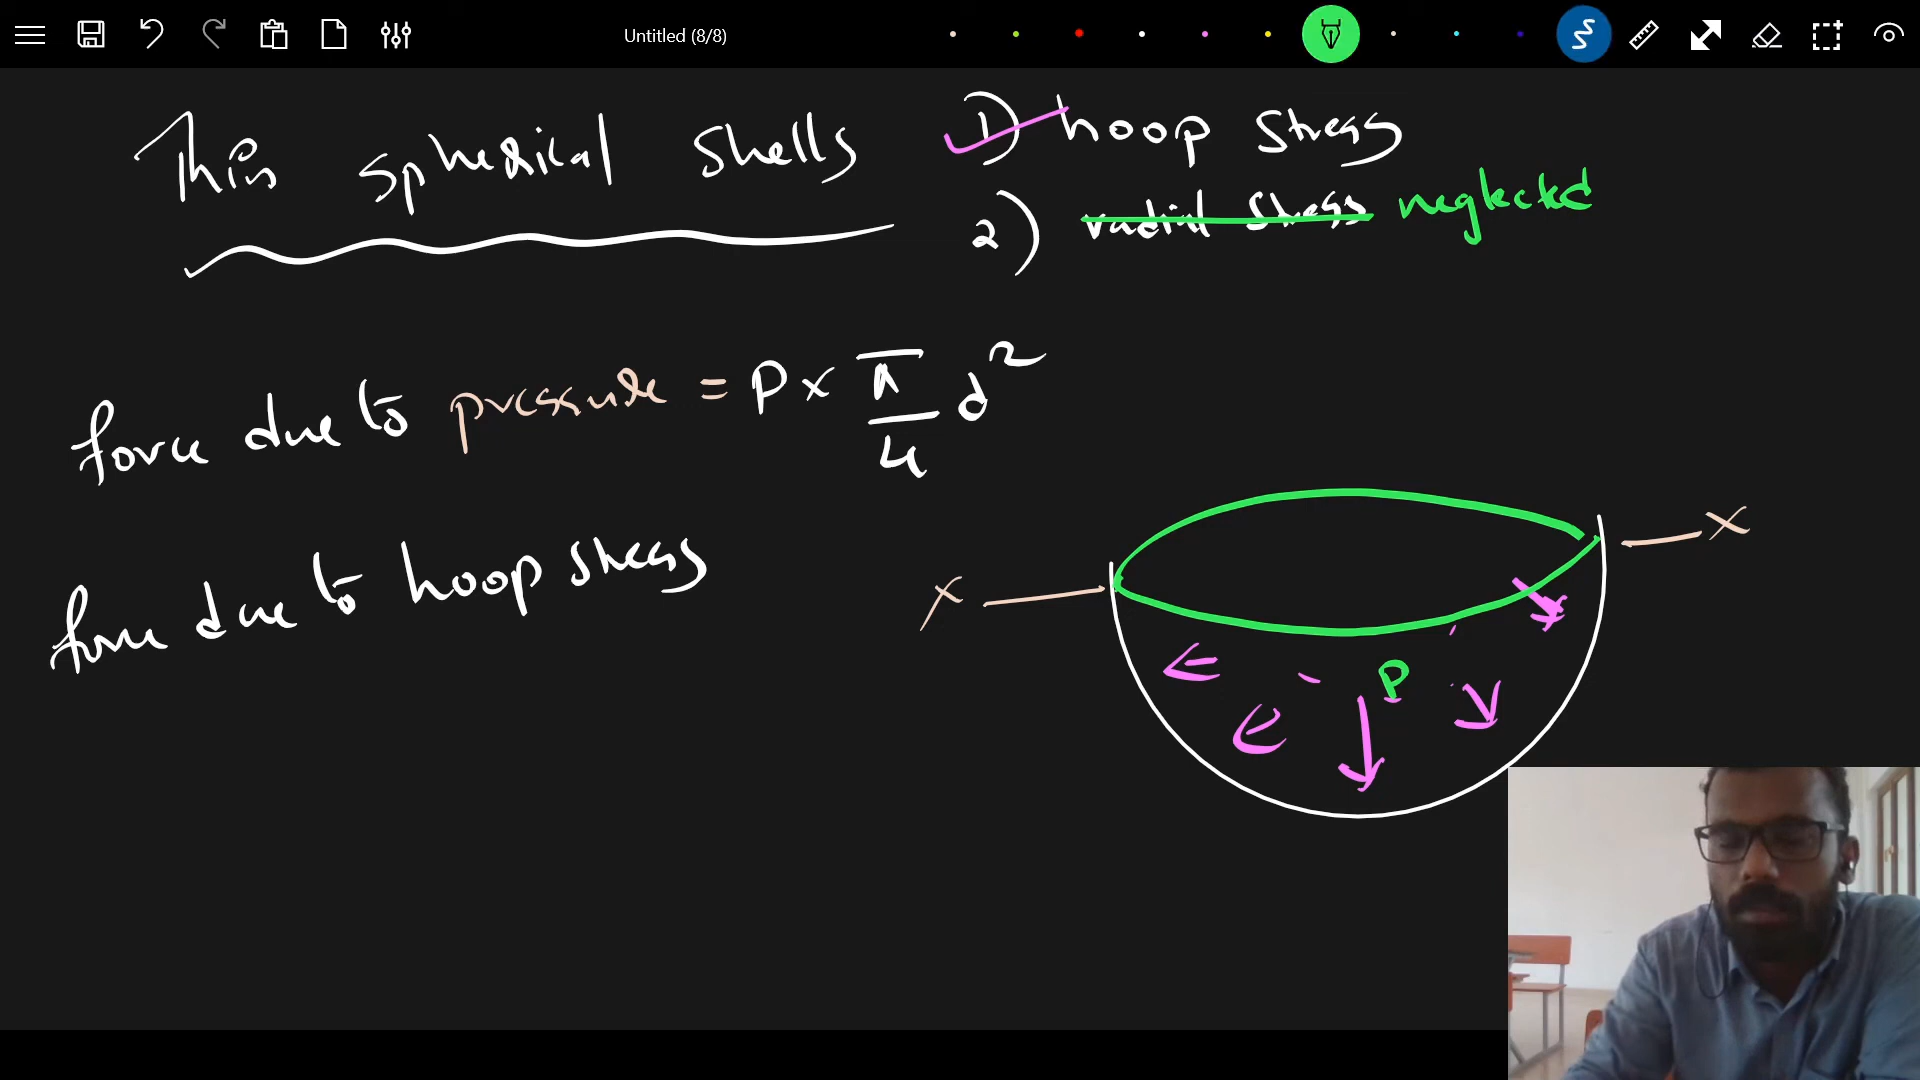 Untitled (8/8)
Thin spherical shells
1) hoop stress
2) radial stress neglected
force due to pressure = P x π/4 d²
force due to hoop stress
x x
P